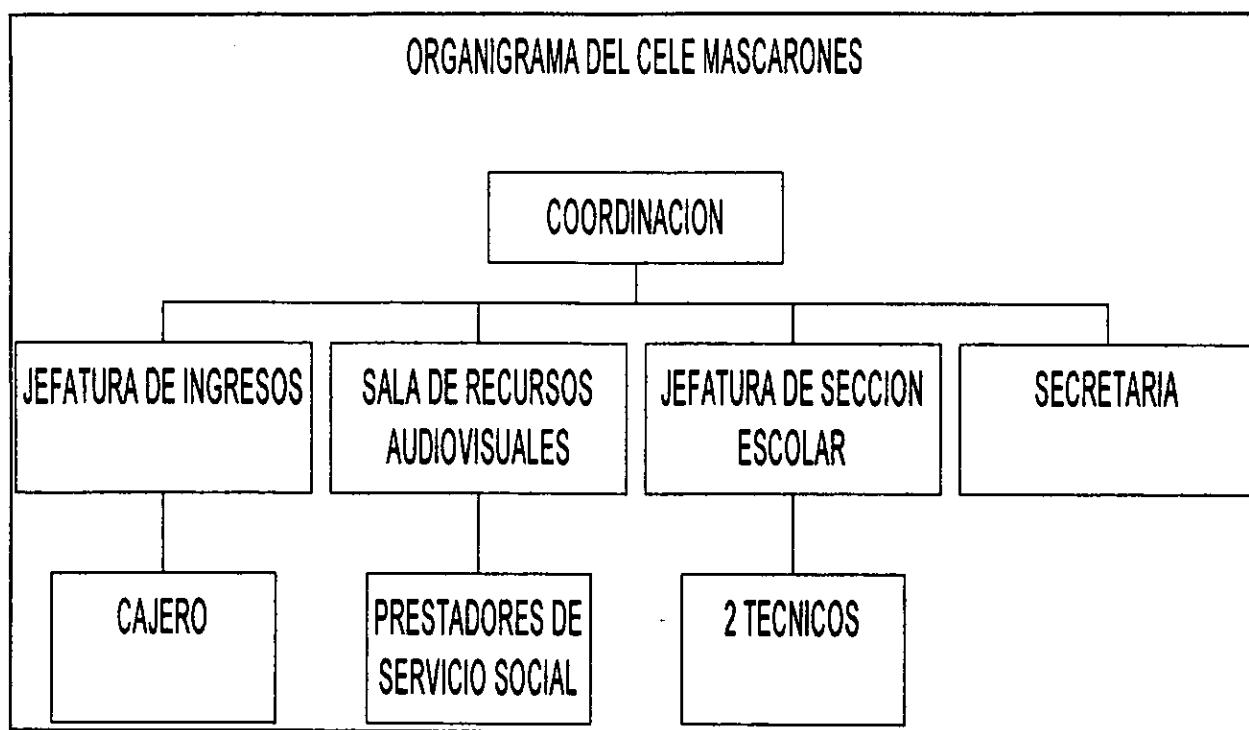 ORGANIGRAMA DEL CELE MASCARONES
COORDINACION
JEFATURA DE INGRESOS
SALA DE RECURSOS
AUDIOVISUALES
JEFATURA DE SECCION
ESCOLAR
SECRETARIA
CAJERO
PRESTADORES DE
SERVICIO SOCIAL
2 TECNICOS